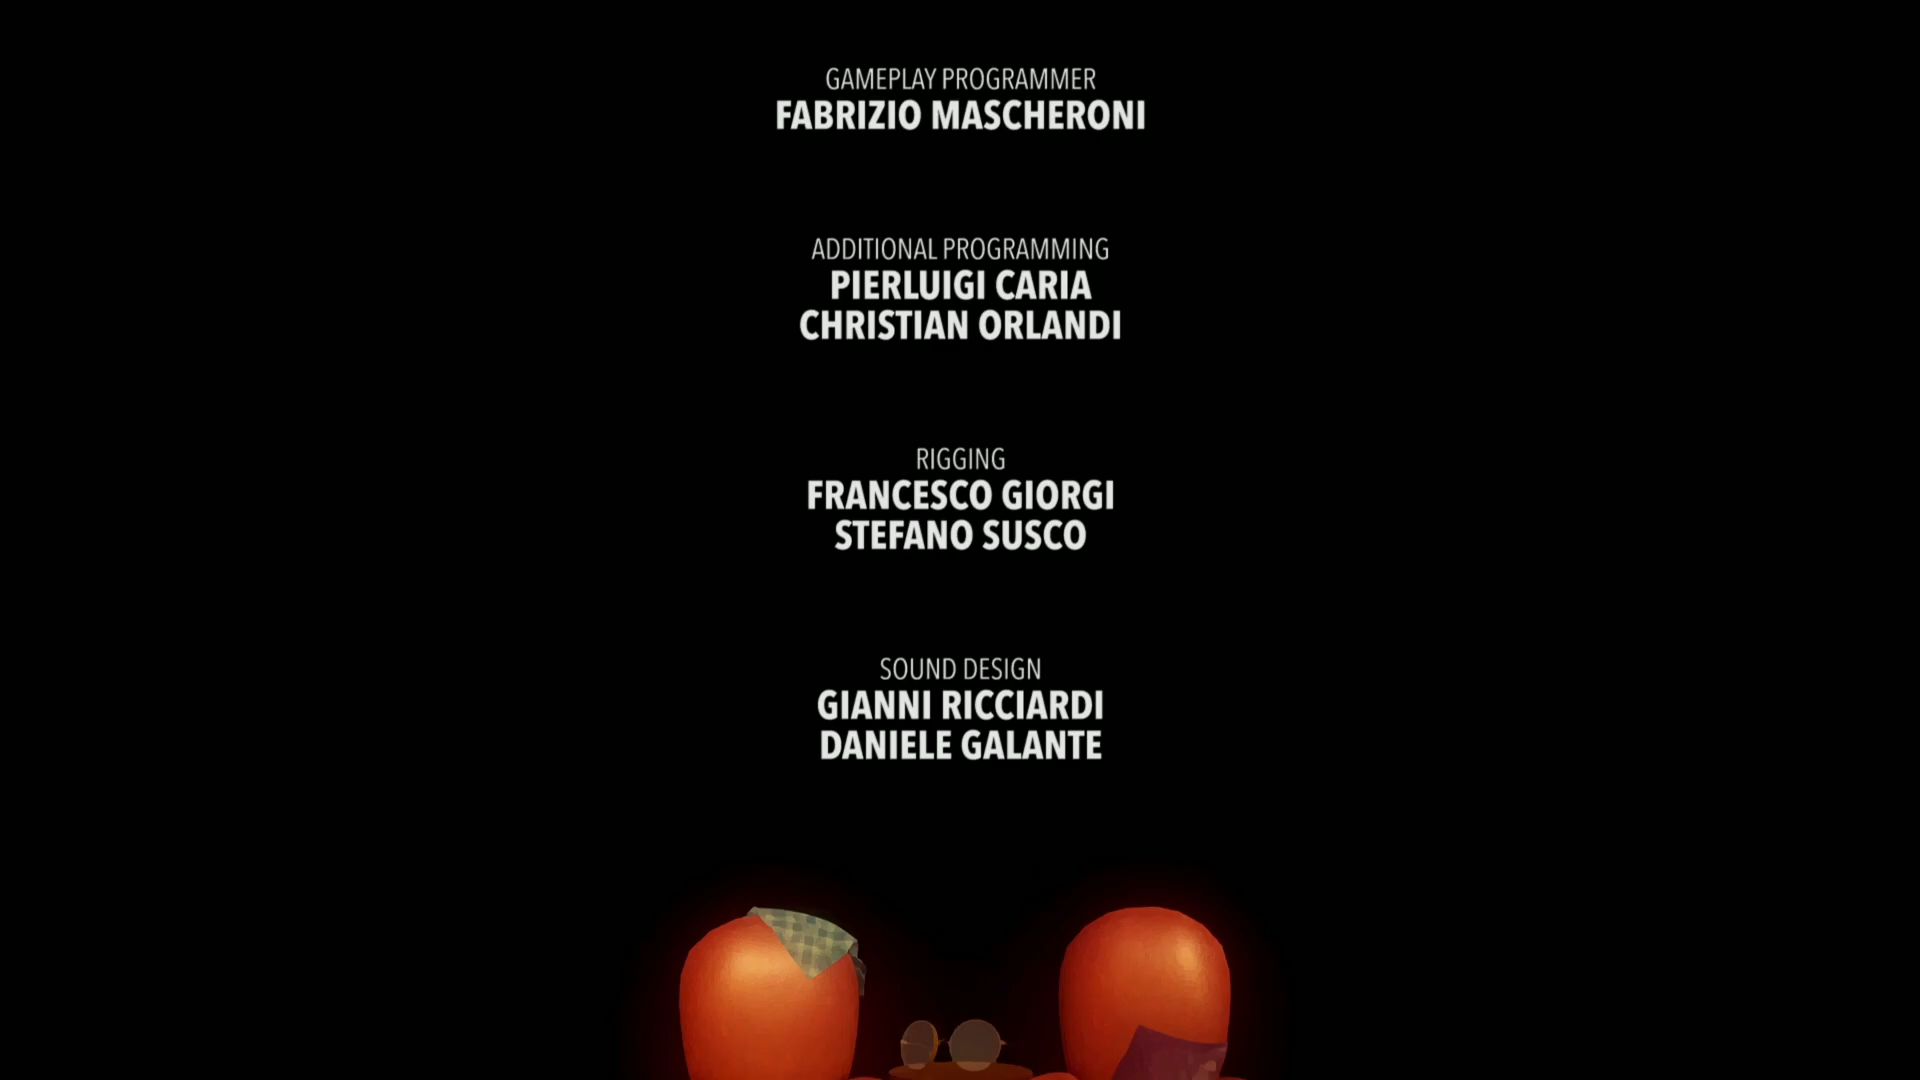 GAMEPLAY PROGRAMMER
FABRIZIO MASCHERONI
ADDITIONAL PROGRAMMING
PIERLUIGI CARIA
CHRISTIAN ORLANDI
RIGGING
FRANCESCO GIORGI
STEFANO SUSCO
SOUND DESIGN
GIANNI RICCIARDI
DANIELE GALANTE